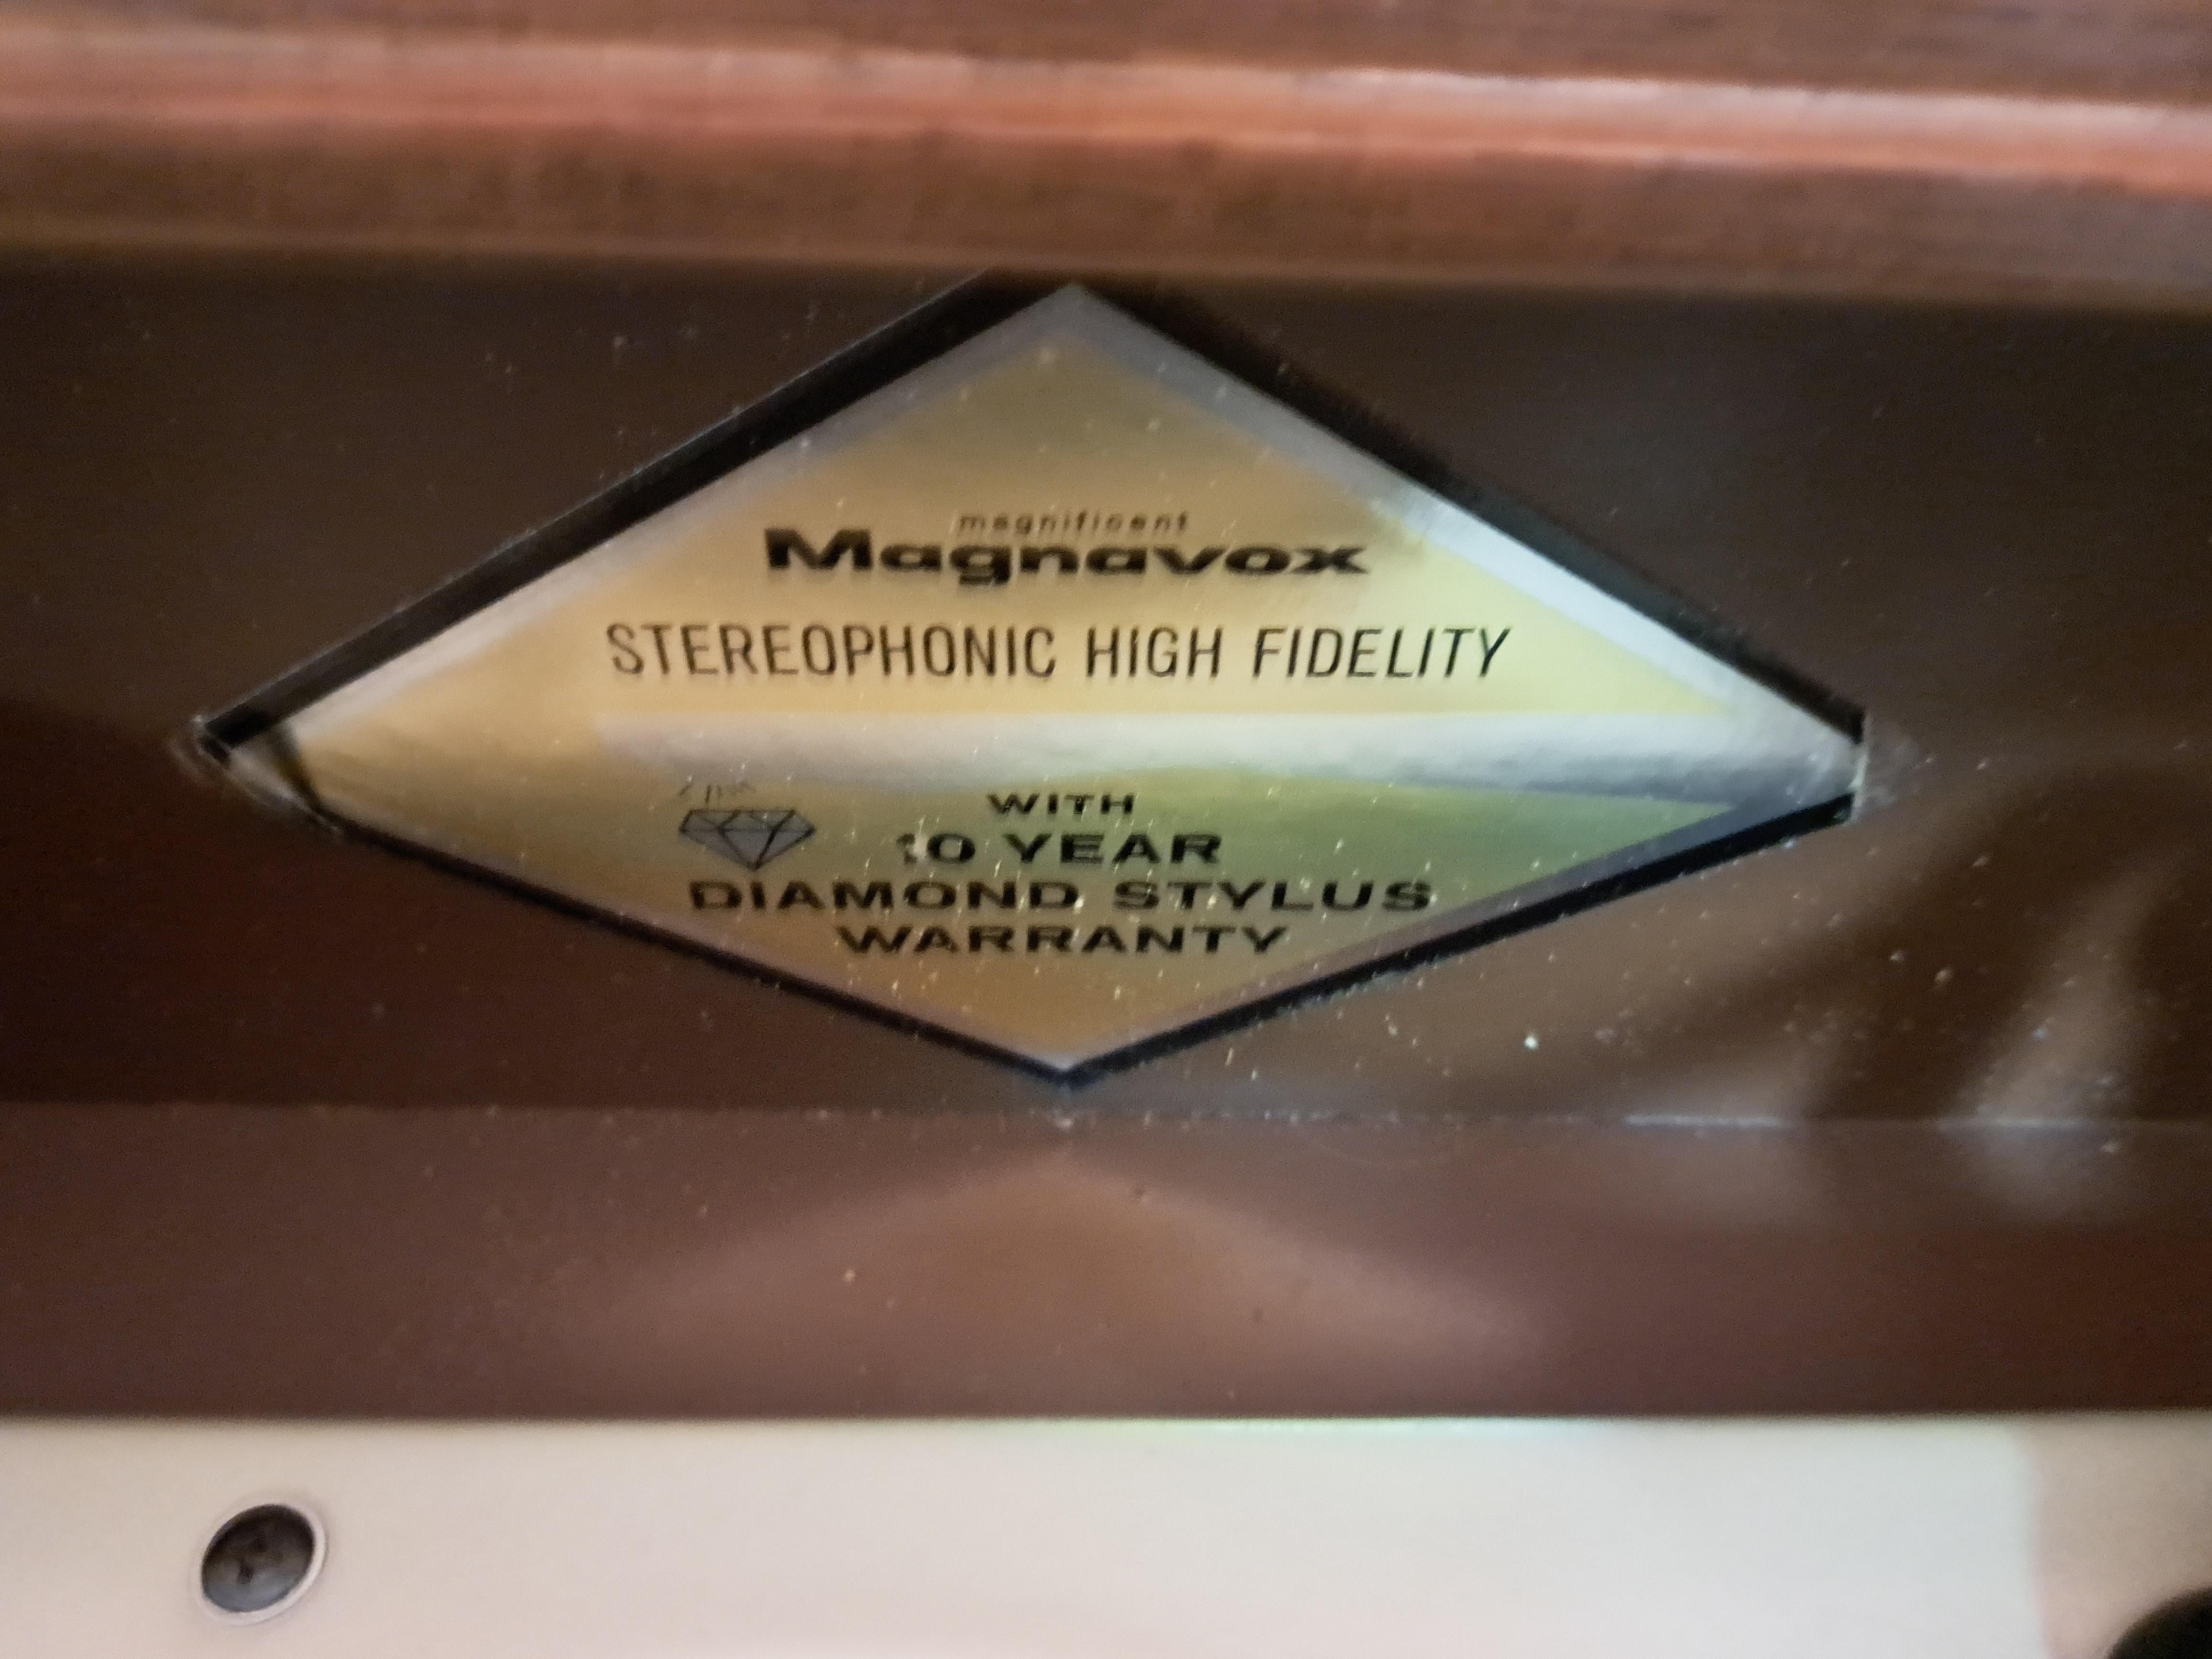 magnificent
Magnavox
STEREOPHONIC HIGH FIDELITY
WITH
10 YEAR
DIAMOND STYLUS
WARRANTY